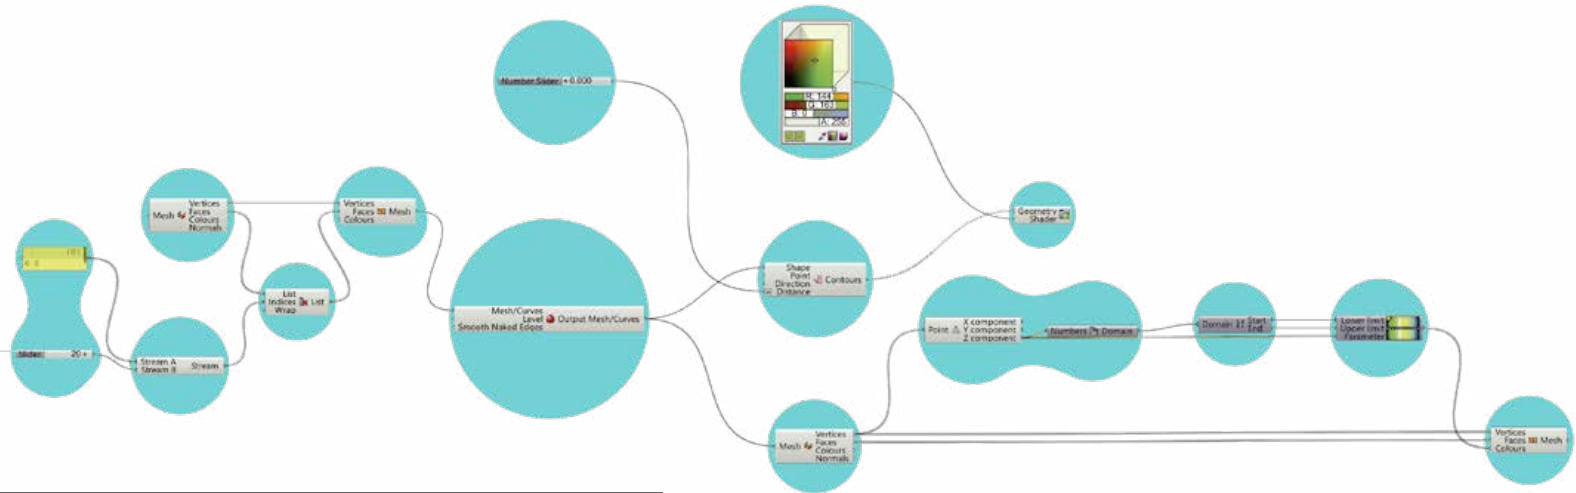 Number Slider
+ 0.000
R: 144
G: 163
B: 0
A: 255
Mesh
Vertices
Faces
Colours
Normals
Vertices
Faces
Colours
Mesh
Geometry
Shader
{0}
List
Indices
Wrap
List
Shape
Point
Direction
Distance
Contours
Mesh/Curves
Level
Smooth Naked Edges
Output Mesh/Curves
Point
X component
Y component
Z component
Numbers
Domain
Domain
Start
End
Lower limit
Upper limit
Parameter
Slider
20
Stream A
Stream B
Stream
Mesh
Vertices
Faces
Colours
Normals
Vertices
Faces
Colours
Mesh